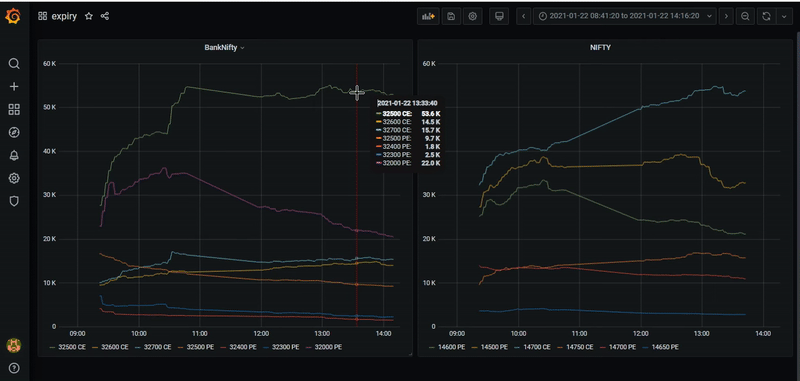 expiry
2021-01-22 08:41:20 to 2021-01-22 14:16:20
BankNifty
60 K
50 K
40 K
30 K
20 K
10 K
0
09:00 10:00 11:00 12:00 13:00 14:00
32500 CE 32600 CE 32700 CE 32500 PE 32400 PE 32300 PE 32000 PE
2021-01-22 13:33:40
32500 CE: 53.6 K
32600 CE: 14.5 K
32700 CE: 15.7 K
32500 PE: 9.7 K
32400 PE: 1.8 K
32300 PE: 2.5 K
32000 PE: 22.0 K
NIFTY
60 K
50 K
40 K
30 K
20 K
10 K
0
09:00 10:00 11:00 12:00 13:00 14:00
14600 PE 14500 PE 14700 CE 14750 CE 14700 PE 14650 PE